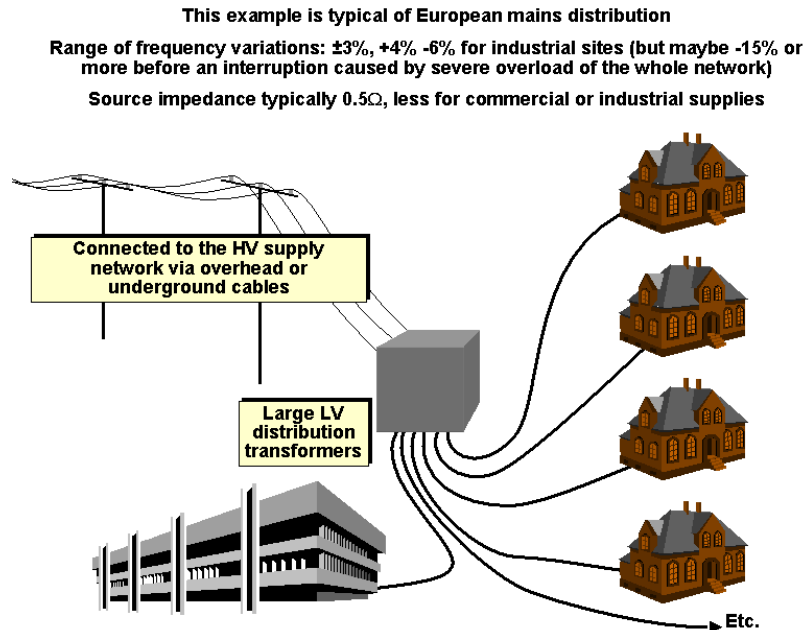 This example is typical of European mains distribution
Range of frequency variations: ±3%, +4% -6% for industrial sites (but maybe -15% or
more before an interruption caused by severe overload of the whole network)
Source impedance typically 0.5Ω, less for commercial or industrial supplies
Connected to the HV supply
network via overhead or
underground cables
Large LV
distribution
transformers
Etc.